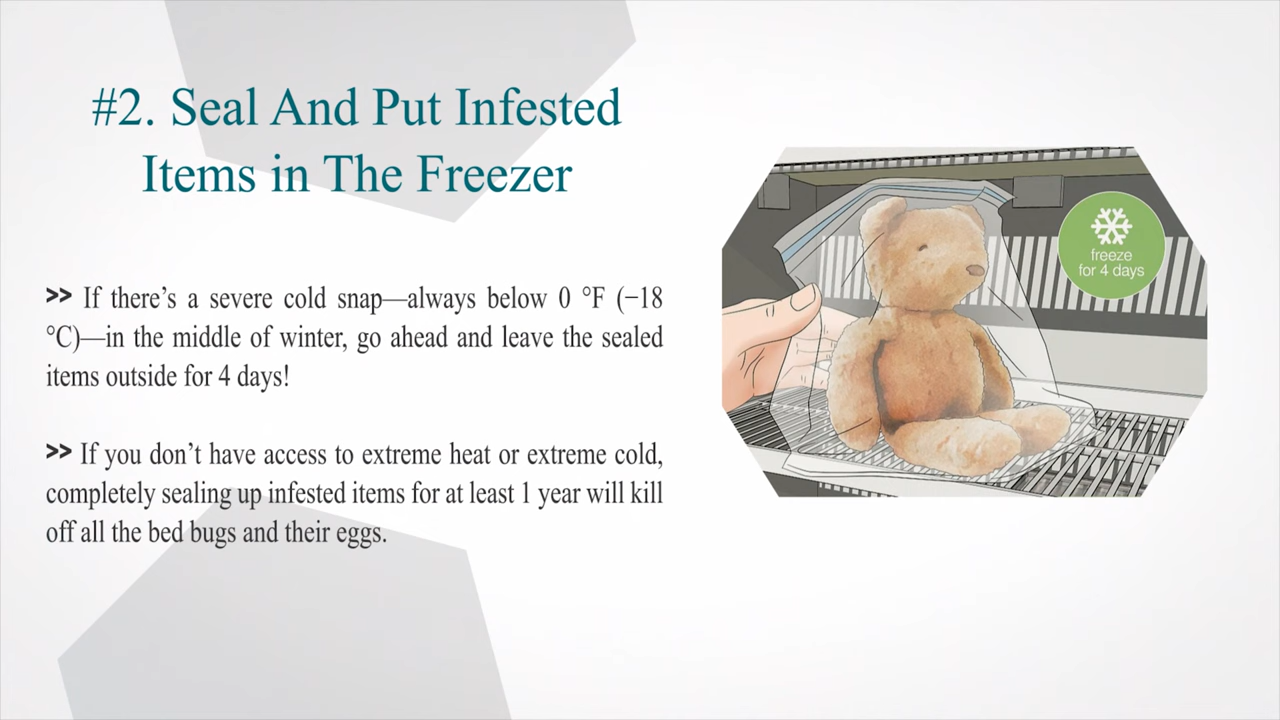 #2. Seal And Put Infested
Items in The Freezer
>> If there’s a severe cold snap—always below 0 °F (−18
°C)—in the middle of winter, go ahead and leave the sealed
items outside for 4 days!
>> If you don’t have access to extreme heat or extreme cold,
completely sealing up infested items for at least 1 year will kill
off all the bed bugs and their eggs.
freeze
for 4 days